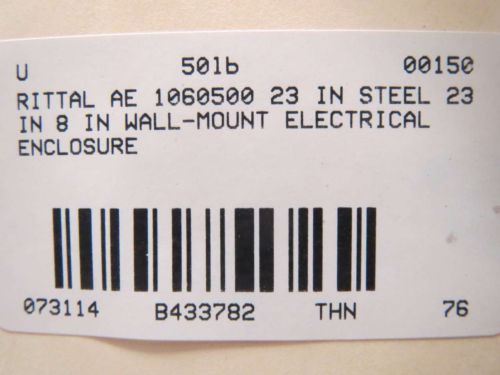 U 50lb 00150
RITTAL AE 1060500 23 IN STEEL 23
IN 8 IN WALL-MOUNT ELECTRICAL
ENCLOSURE
073114 B433782 THN 76